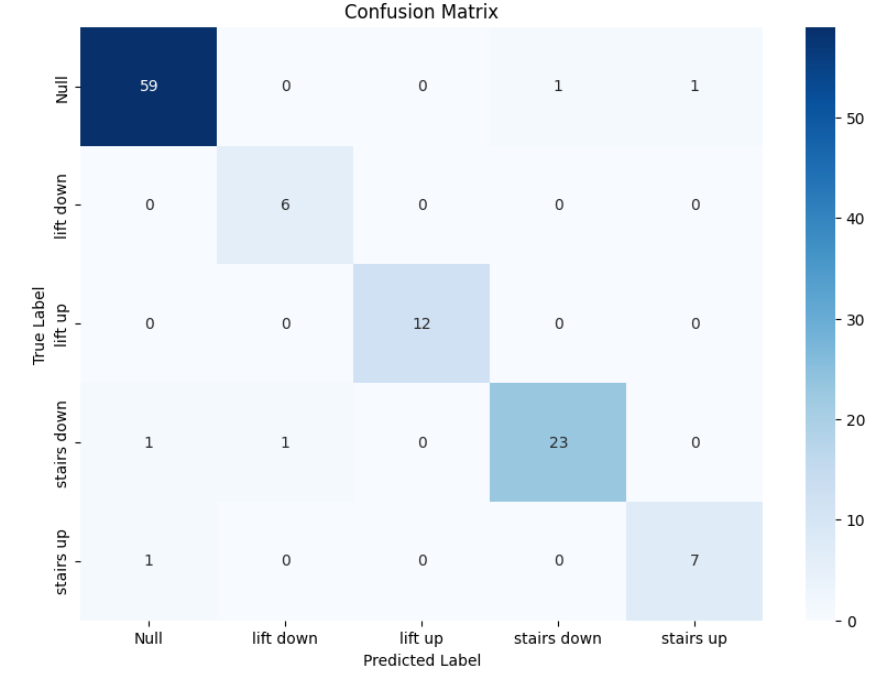 Confusion Matrix
Null 59 0 0 1 1
lift down 0 6 0 0 0
lift up 0 0 12 0 0
stairs down 1 1 0 23 0
stairs up 1 0 0 0 7
True Label
Null lift down lift up stairs down stairs up
Predicted Label
50
40
30
20
10
0